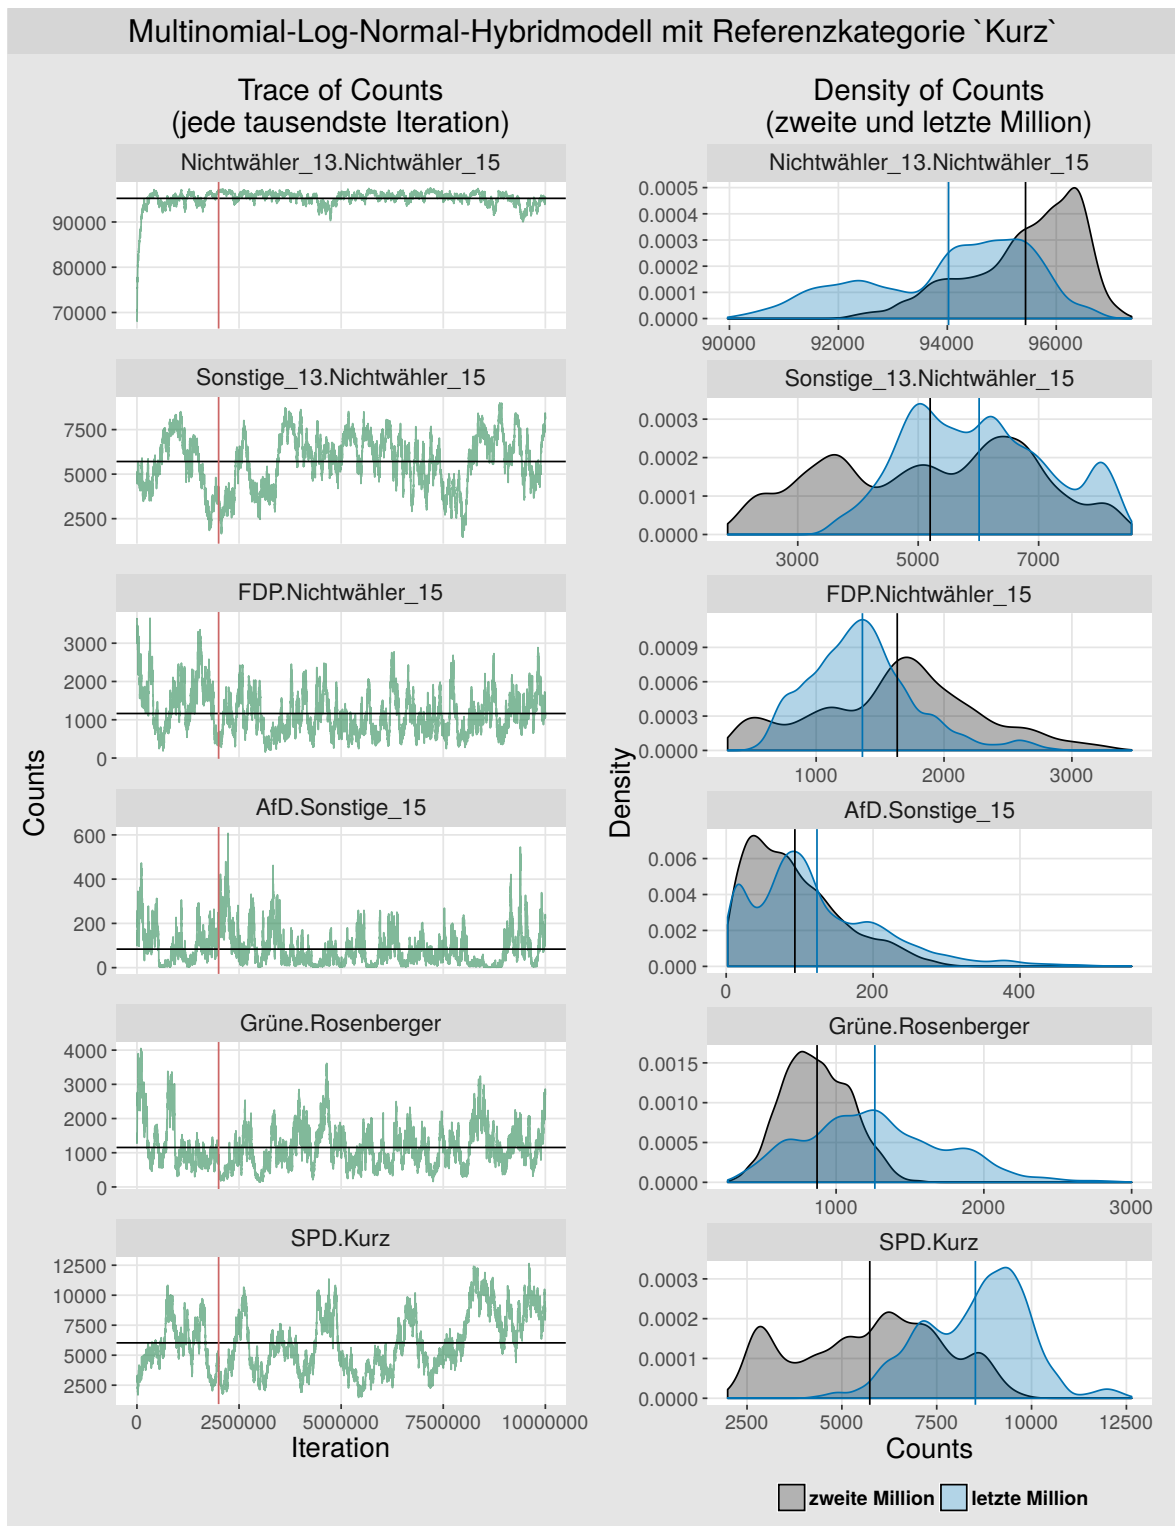 Multinomial-Log-Normal-Hybridmodell mit Referenzkategorie `Kurz`
Trace of Counts
(jede tausendste Iteration)
Nichtwähler_13.Nichtwähler_15
90000
80000
70000
Sonstige_13.Nichtwähler_15
7500
5000
2500
FDP.Nichtwähler_15
3000
2000
1000
0
AfD.Sonstige_15
600
400
200
0
Grüne.Rosenberger
4000
3000
2000
1000
0
SPD.Kurz
12500
10000
7500
5000
2500
0 2500000 5000000 7500000 10000000
Iteration
Counts
Density of Counts
(zweite und letzte Million)
Nichtwähler_13.Nichtwähler_15
0.0005
0.0004
0.0003
0.0002
0.0001
0.0000
90000 92000 94000 96000
Sonstige_13.Nichtwähler_15
0.0003
0.0002
0.0001
0.0000
3000 5000 7000
FDP.Nichtwähler_15
0.0009
0.0006
0.0003
0.0000
1000 2000 3000
AfD.Sonstige_15
0.006
0.004
0.002
0.000
0 200 400
Grüne.Rosenberger
0.0015
0.0010
0.0005
0.0000
1000 2000 3000
SPD.Kurz
0.0003
0.0002
0.0001
0.0000
2500 5000 7500 10000 12500
Counts
Density
zweite Million letzte Million